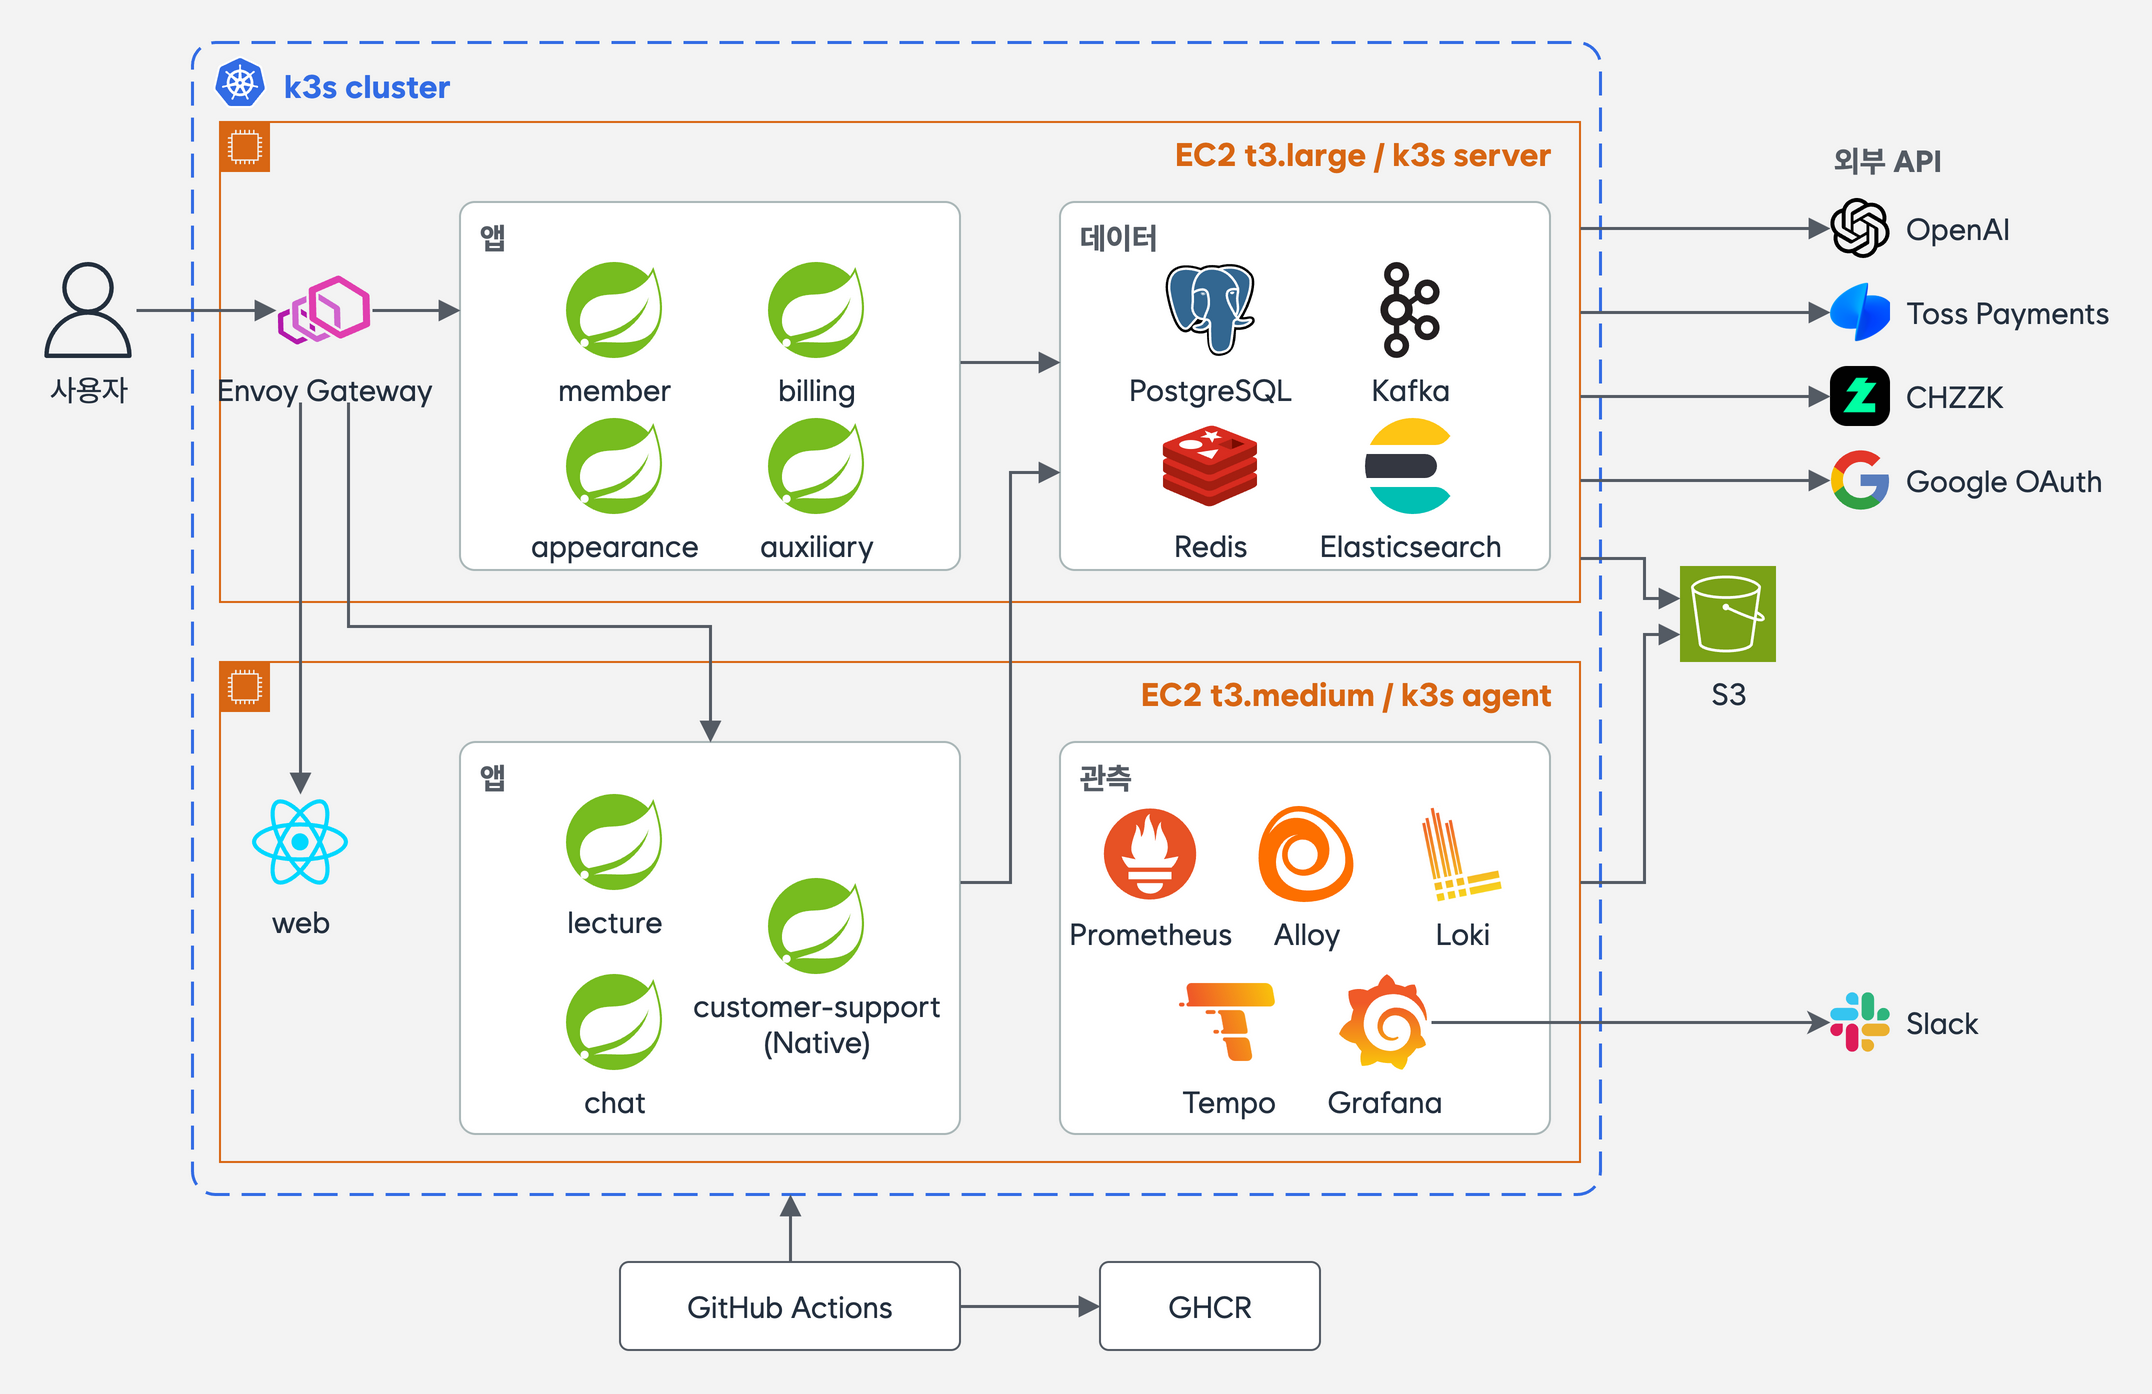 k3s cluster
EC2 t3.large / k3s server
외부 API
앱
데이터
OpenAI
Toss Payments
사용자
Envoy Gateway
member
billing
PostgreSQL
Kafka
CHZZK
Google OAuth
appearance
auxiliary
Redis
Elasticsearch
EC2 t3.medium / k3s agent
S3
앱
관측
web
lecture
Prometheus
Alloy
Loki
customer-support
(Native)
Slack
chat
Tempo
Grafana
GitHub Actions
GHCR